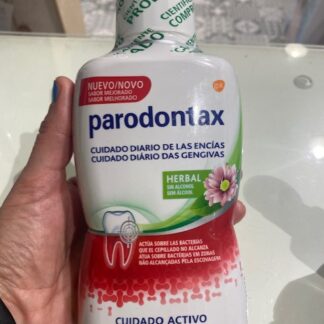 CIENTÍFIC
COMPRO
NUEVO/NOVO
SABOR MEJORADO
SABOR MELHORADO
parodontax
CUIDADO DIARIO DE LAS ENCÍAS
CUIDADO DIÁRIO DAS GENGIVAS
HERBAL
SIN ALCOHOL
SEM ÁLCOOL
ACTÚA SOBRE LAS BACTERIAS
QUE EL CEPILLADO NO ALCANZA
ATUA SOBRE BACTÉRIAS EM ZONAS
NÃO ALCANÇADAS PELA ESCOVAGEM
CUIDADO ACTIVO